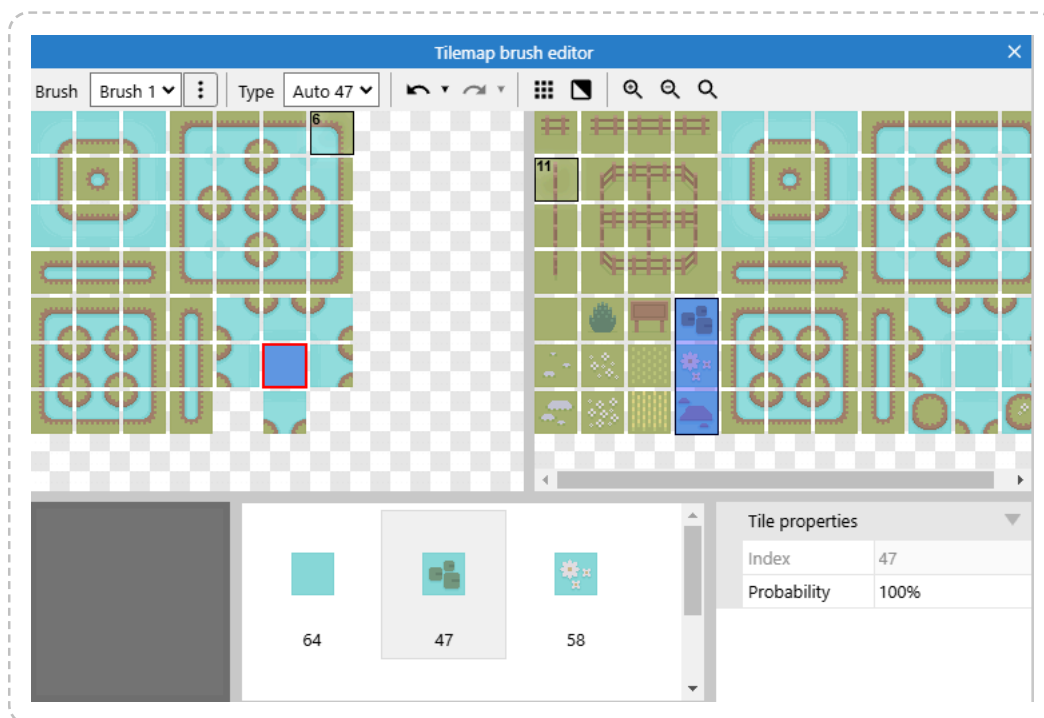 Tilemap brush editor
Brush Brush 1 Type Auto 47
6
11
64 47 58
Tile properties
Index 47
Probability 100%